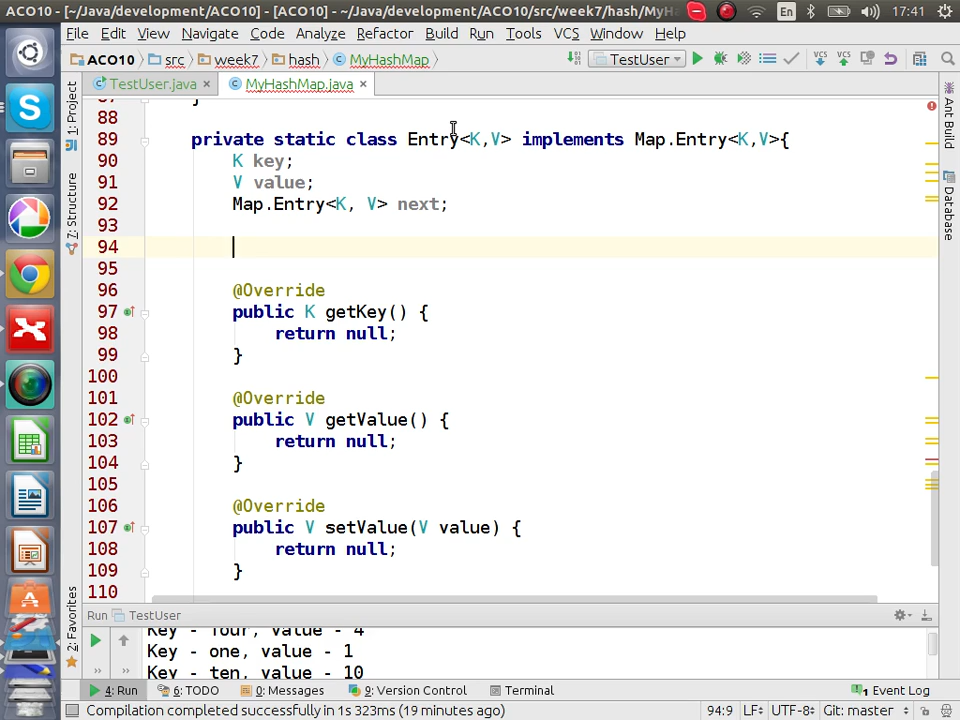 ACO10 - [~/Java/development/ACO10] - [ACO10] - ~/Java/development/ACO10/src/week7/hash/MyHa
17:41
File Edit View Navigate Code Analyze Refactor Build Run Tools VCS Window Help
En
ACO10 src week7 hash MyHashMap
TestUser
VCS VCS
TestUser.java MyHashMap.java
1: Project
7: Structure
2: Favorites
Ant Build
Database
88
89 private static class Entry<K,V> implements Map.Entry<K,V>{
90 K key;
91 V value;
92 Map.Entry<K, V> next;
93
94
95
96 @Override
97 public K getKey() {
98 return null;
99 }
100
101 @Override
102 public V getValue() {
103 return null;
104 }
105
106 @Override
107 public V setValue(V value) {
108 return null;
109 }
110
Run TestUser
Key - four, value - 4
Key - one, value - 1
Key - ten, value - 10
4: Run 6: TODO 0: Messages 9: Version Control Terminal 1 Event Log
Compilation completed successfully in 1s 323ms (19 minutes ago) 94:9 LF UTF-8 Git: master